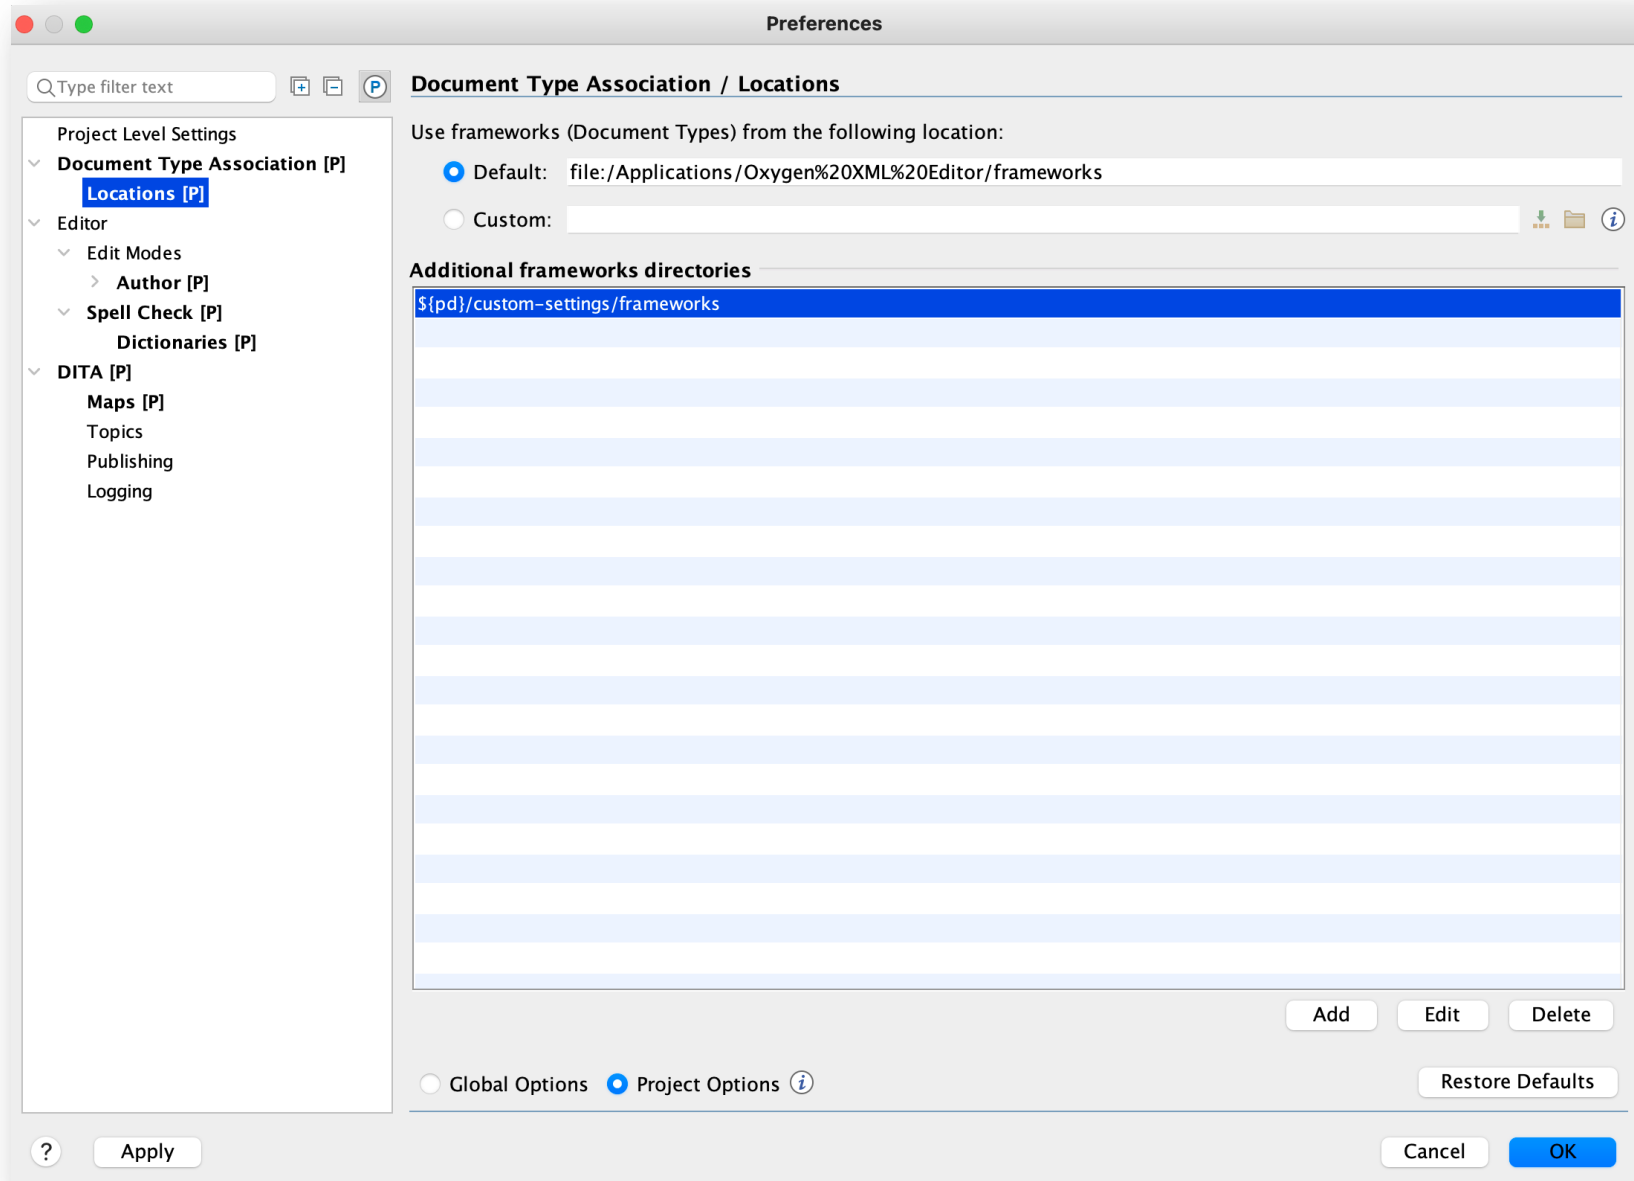 Preferences
Type filter text
P
Document Type Association / Locations
Project Level Settings
Document Type Association [P]
Locations [P]
Editor
Edit Modes
Author [P]
Spell Check [P]
Dictionaries [P]
DITA [P]
Maps [P]
Topics
Publishing
Logging
Use frameworks (Document Types) from the following location:
Default: file:/Applications/Oxygen%20XML%20Editor/frameworks
Custom:
i
Additional frameworks directories
${pd}/custom-settings/frameworks
Add Edit Delete
Global Options Project Options i Restore Defaults
? Apply Cancel OK